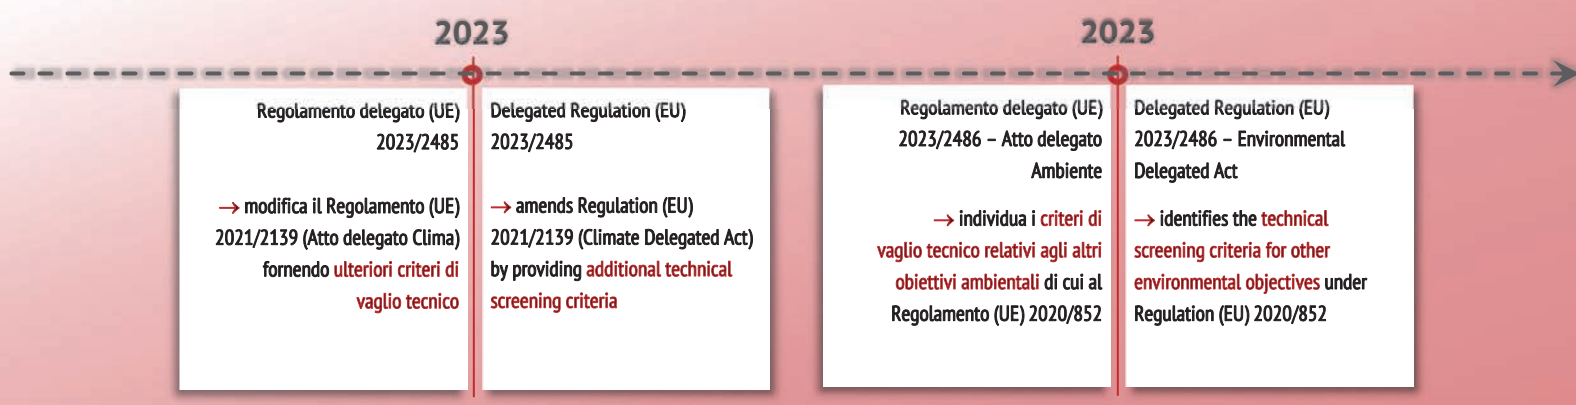 2023
Regolamento delegato (UE)
2023/2485
→ modifica il Regolamento (UE)
2021/2139 (Atto delegato Clima)
fornendo ulteriori criteri di
vaglio tecnico
Delegated Regulation (EU)
2023/2485
→ amends Regulation (EU)
2021/2139 (Climate Delegated Act)
by providing additional technical
screening criteria
2023
Regolamento delegato (UE)
2023/2486 – Atto delegato
Ambiente
→ individua i criteri di
vaglio tecnico relativi agli altri
obiettivi ambientali di cui al
Regolamento (UE) 2020/852
Delegated Regulation (EU)
2023/2486 – Environmental
Delegated Act
→ identifies the technical
screening criteria for other
environmental objectives under
Regulation (EU) 2020/852